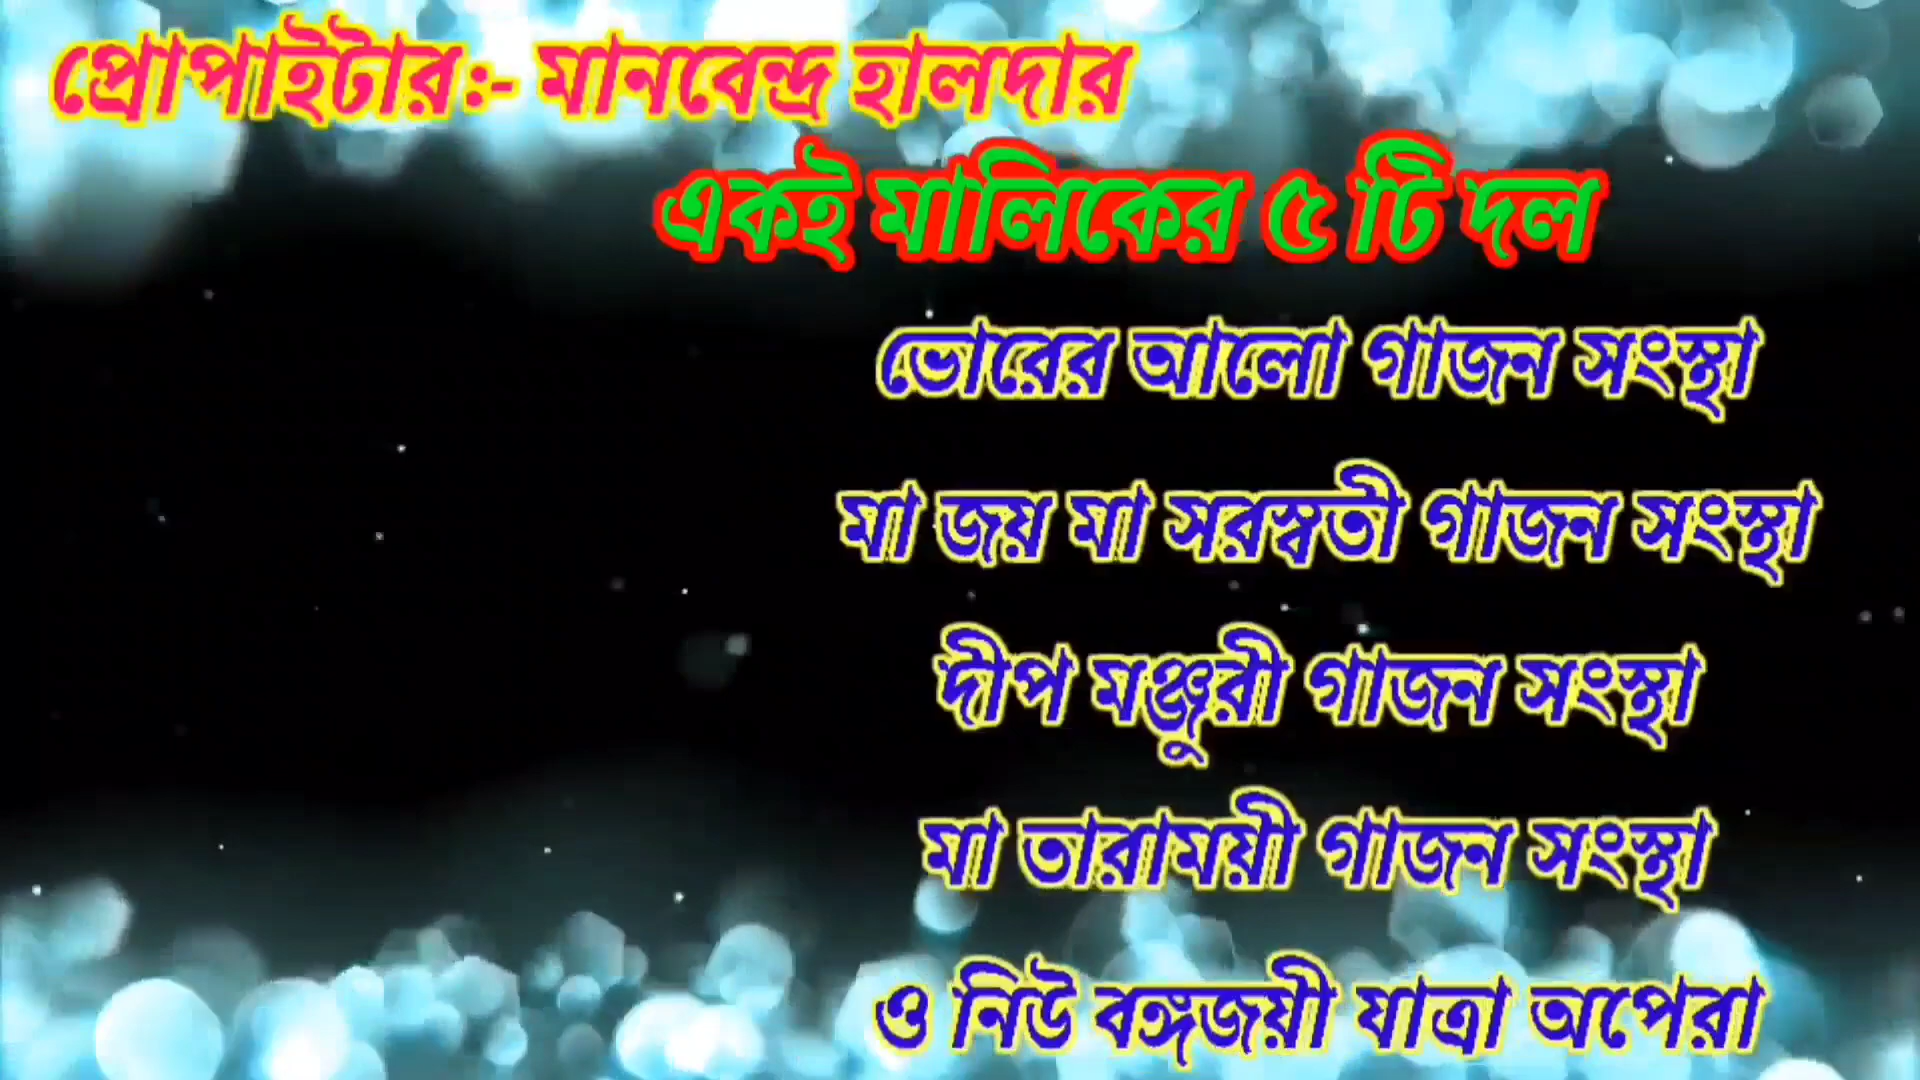 প্রোপাইটার:- মানবেন্দ্র হালদার
একই মালিকের ৫ টি দল
ভোরের আলো গাজন সংস্থা
মা জয় মা সরস্বতী গাজন সংস্থা
দীপ মঞ্জুরী গাজন সংস্থা
মা তারাময়ী গাজন সংস্থা
ও নিউ বঙ্গজয়ী যাত্রা অপেরা